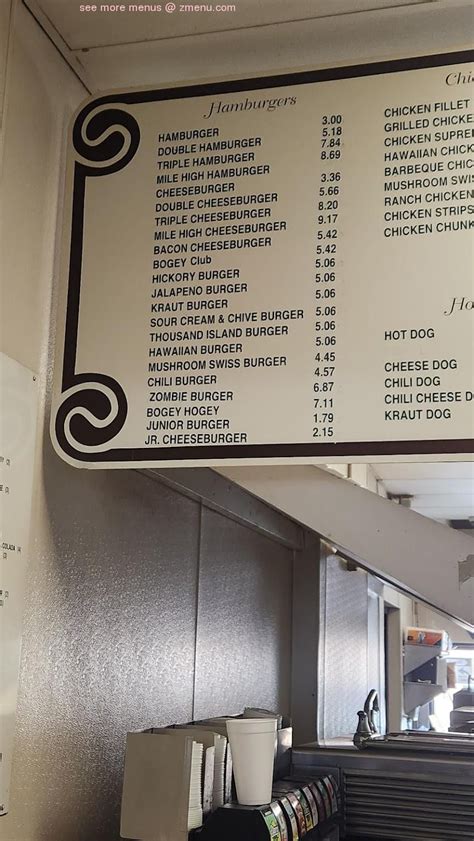 see more menus @ zmenu.com
Hamburgers
HAMBURGER 3.00
DOUBLE HAMBURGER 5.18
TRIPLE HAMBURGER 7.84
MILE HIGH HAMBURGER 8.69
CHEESEBURGER 3.36
DOUBLE CHEESEBURGER 5.66
TRIPLE CHEESEBURGER 8.20
MILE HIGH CHEESEBURGER 9.17
BACON CHEESEBURGER 5.42
BOGEY Club 5.42
HICKORY BURGER 5.06
JALAPENO BURGER 5.06
KRAUT BURGER 5.06
SOUR CREAM & CHIVE BURGER 5.06
THOUSAND ISLAND BURGER 5.06
HAWAIIAN BURGER 5.06
MUSHROOM SWISS BURGER 4.45
CHILI BURGER 4.57
ZOMBIE BURGER 6.87
BOGEY HOGEY 7.11
JUNIOR BURGER 1.79
JR. CHEESEBURGER 2.15
Chi
CHICKEN FILLET
GRILLED CHICKE
CHICKEN SUPRE
HAWAIIAN CHICK
BARBEQUE CHICK
MUSHROOM SWIS
RANCH CHICKEN
CHICKEN STRIPS
CHICKEN CHUNK
Ho
HOT DOG
CHEESE DOG
CHILI DOG
CHILI CHEESE DO
KRAUT DOG
COLADA